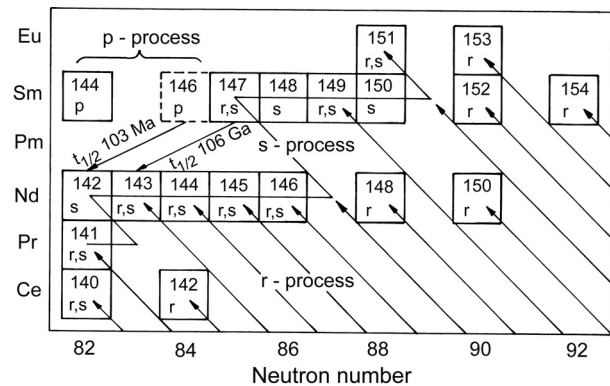 p - process
Eu
151
r,s
153
r
Sm
144
p
146
p
147
r,s
148
s
149
r,s
150
s
152
r
154
r
Pm
t1/2 103 Ma
t1/2 106 Ga
s - process
Nd
142
s
143
r,s
144
r,s
145
r,s
146
r,s
148
r
150
r
Pr
141
r,s
Ce
140
r,s
142
r
r - process
82 84 86 88 90 92
Neutron number